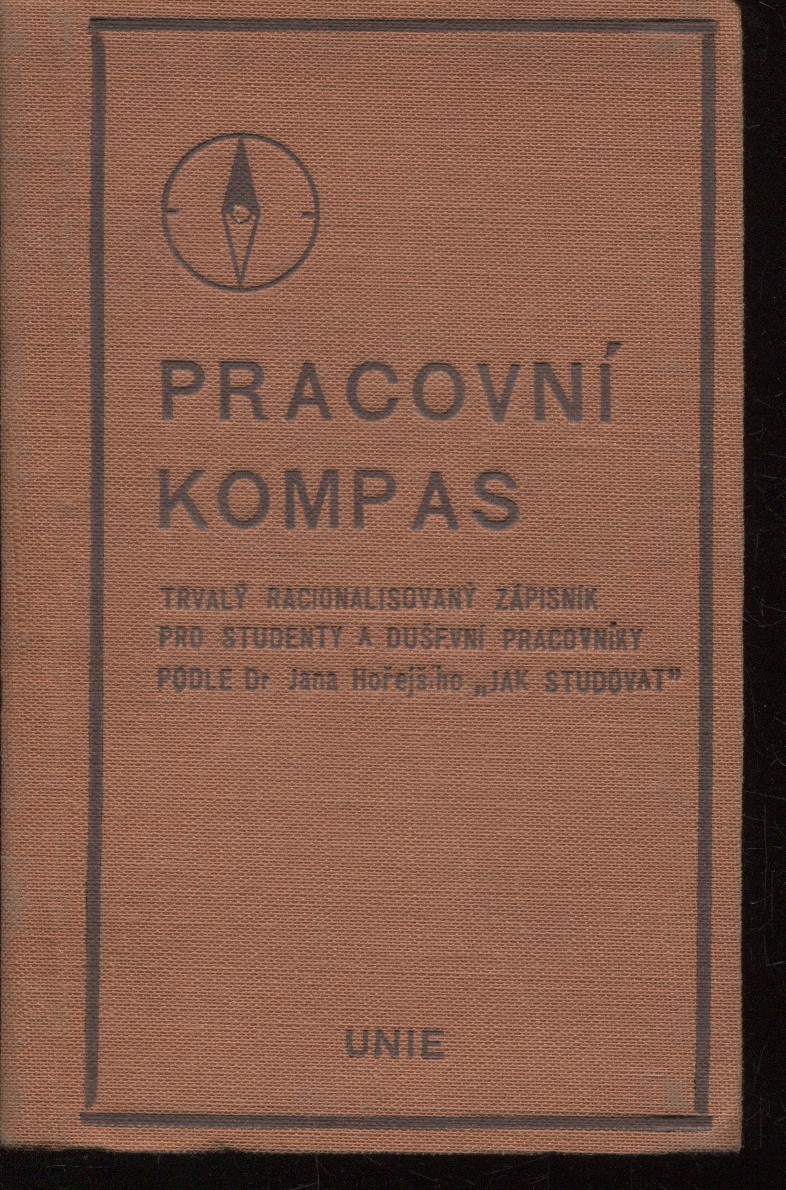 PRACOVNÍ
KOMPAS
TRVALÝ RACIONALISOVANÝ ZÁPISNÍK
PRO STUDENTY A DUŠEVNÍ PRACOVNÍKY
PODLE Dr Jana Hořejšího „JAK STUDOVAT"
UNIE